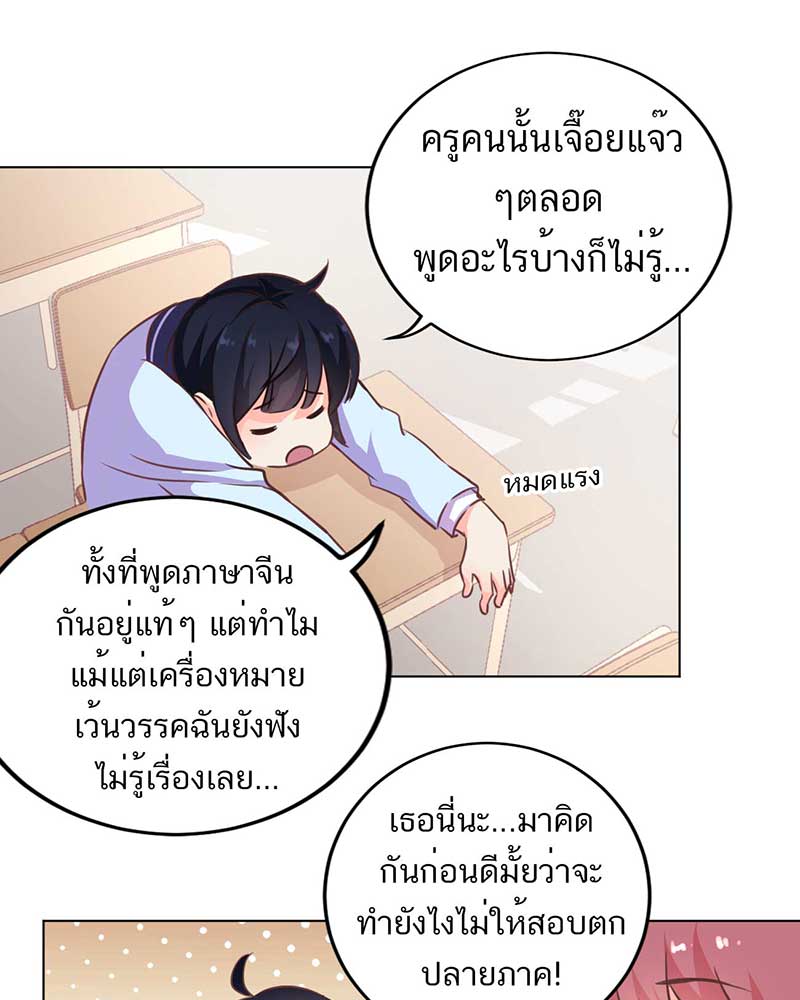 ครูคนนั้นเจื้อยแจ๊ว
ๆตลอด
พูดอะไรบ้างก็ไม่รู้...
หมดแรง
ทั้งที่พูดภาษาจีน
กันอยู่แท้ๆ แต่ทำไม
แม้แต่เครื่องหมาย
เว้นวรรคฉันยังฟัง
ไม่รู้เรื่องเลย...
เธอนี่นะ...มาคิด
กันก่อนดีมั้ยว่าจะ
ทำยังไงไม่ให้สอบตก
ปลายภาค!